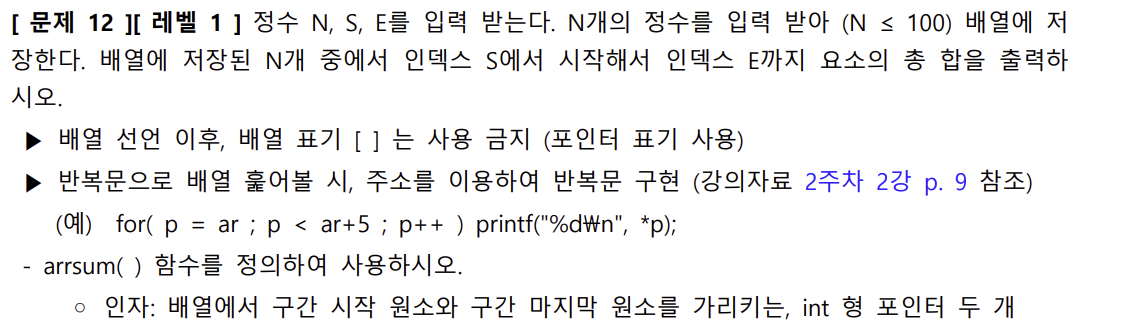 [ 문제 12 ][ 레벨 1 ] 정수 N, S, E를 입력 받는다. N개의 정수를 입력 받아 (N ≤ 100) 배열에 저
장한다. 배열에 저장된 N개 중에서 인덱스 S에서 시작해서 인덱스 E까지 요소의 총 합을 출력하
시오.
▶ 배열 선언 이후, 배열 표기 [ ] 는 사용 금지 (포인터 표기 사용)
▶ 반복문으로 배열 훑어볼 시, 주소를 이용하여 반복문 구현 (강의자료 2주차 2강 p. 9 참조)
(예) for( p = ar ; p < ar+5 ; p++ ) printf("%d₩n", *p);
- arrsum( ) 함수를 정의하여 사용하시오.
○ 인자: 배열에서 구간 시작 원소와 구간 마지막 원소를 가리키는, int 형 포인터 두 개